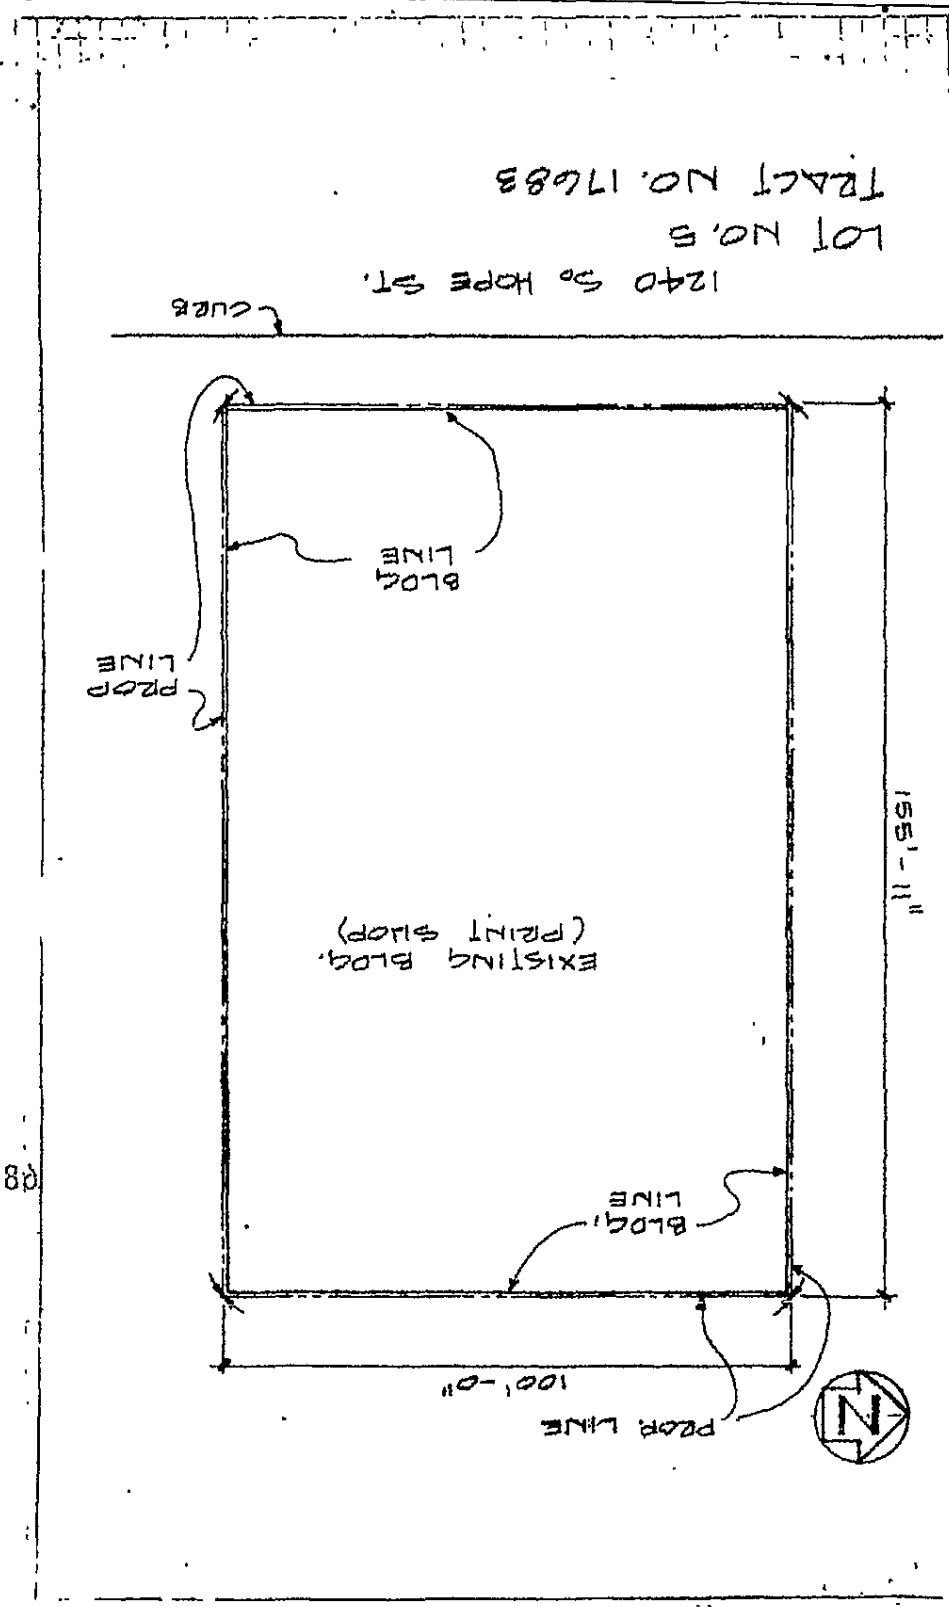 N
PROP LINE
100'-0"
BLDG.
LINE
EXISTING BLDG.
(PRINT SHOP)
155'-11"
PROP
LINE
BLDG
LINE
CURB
1240 So HOPE ST.
LOT NO. 5
TRACT NO. 17683